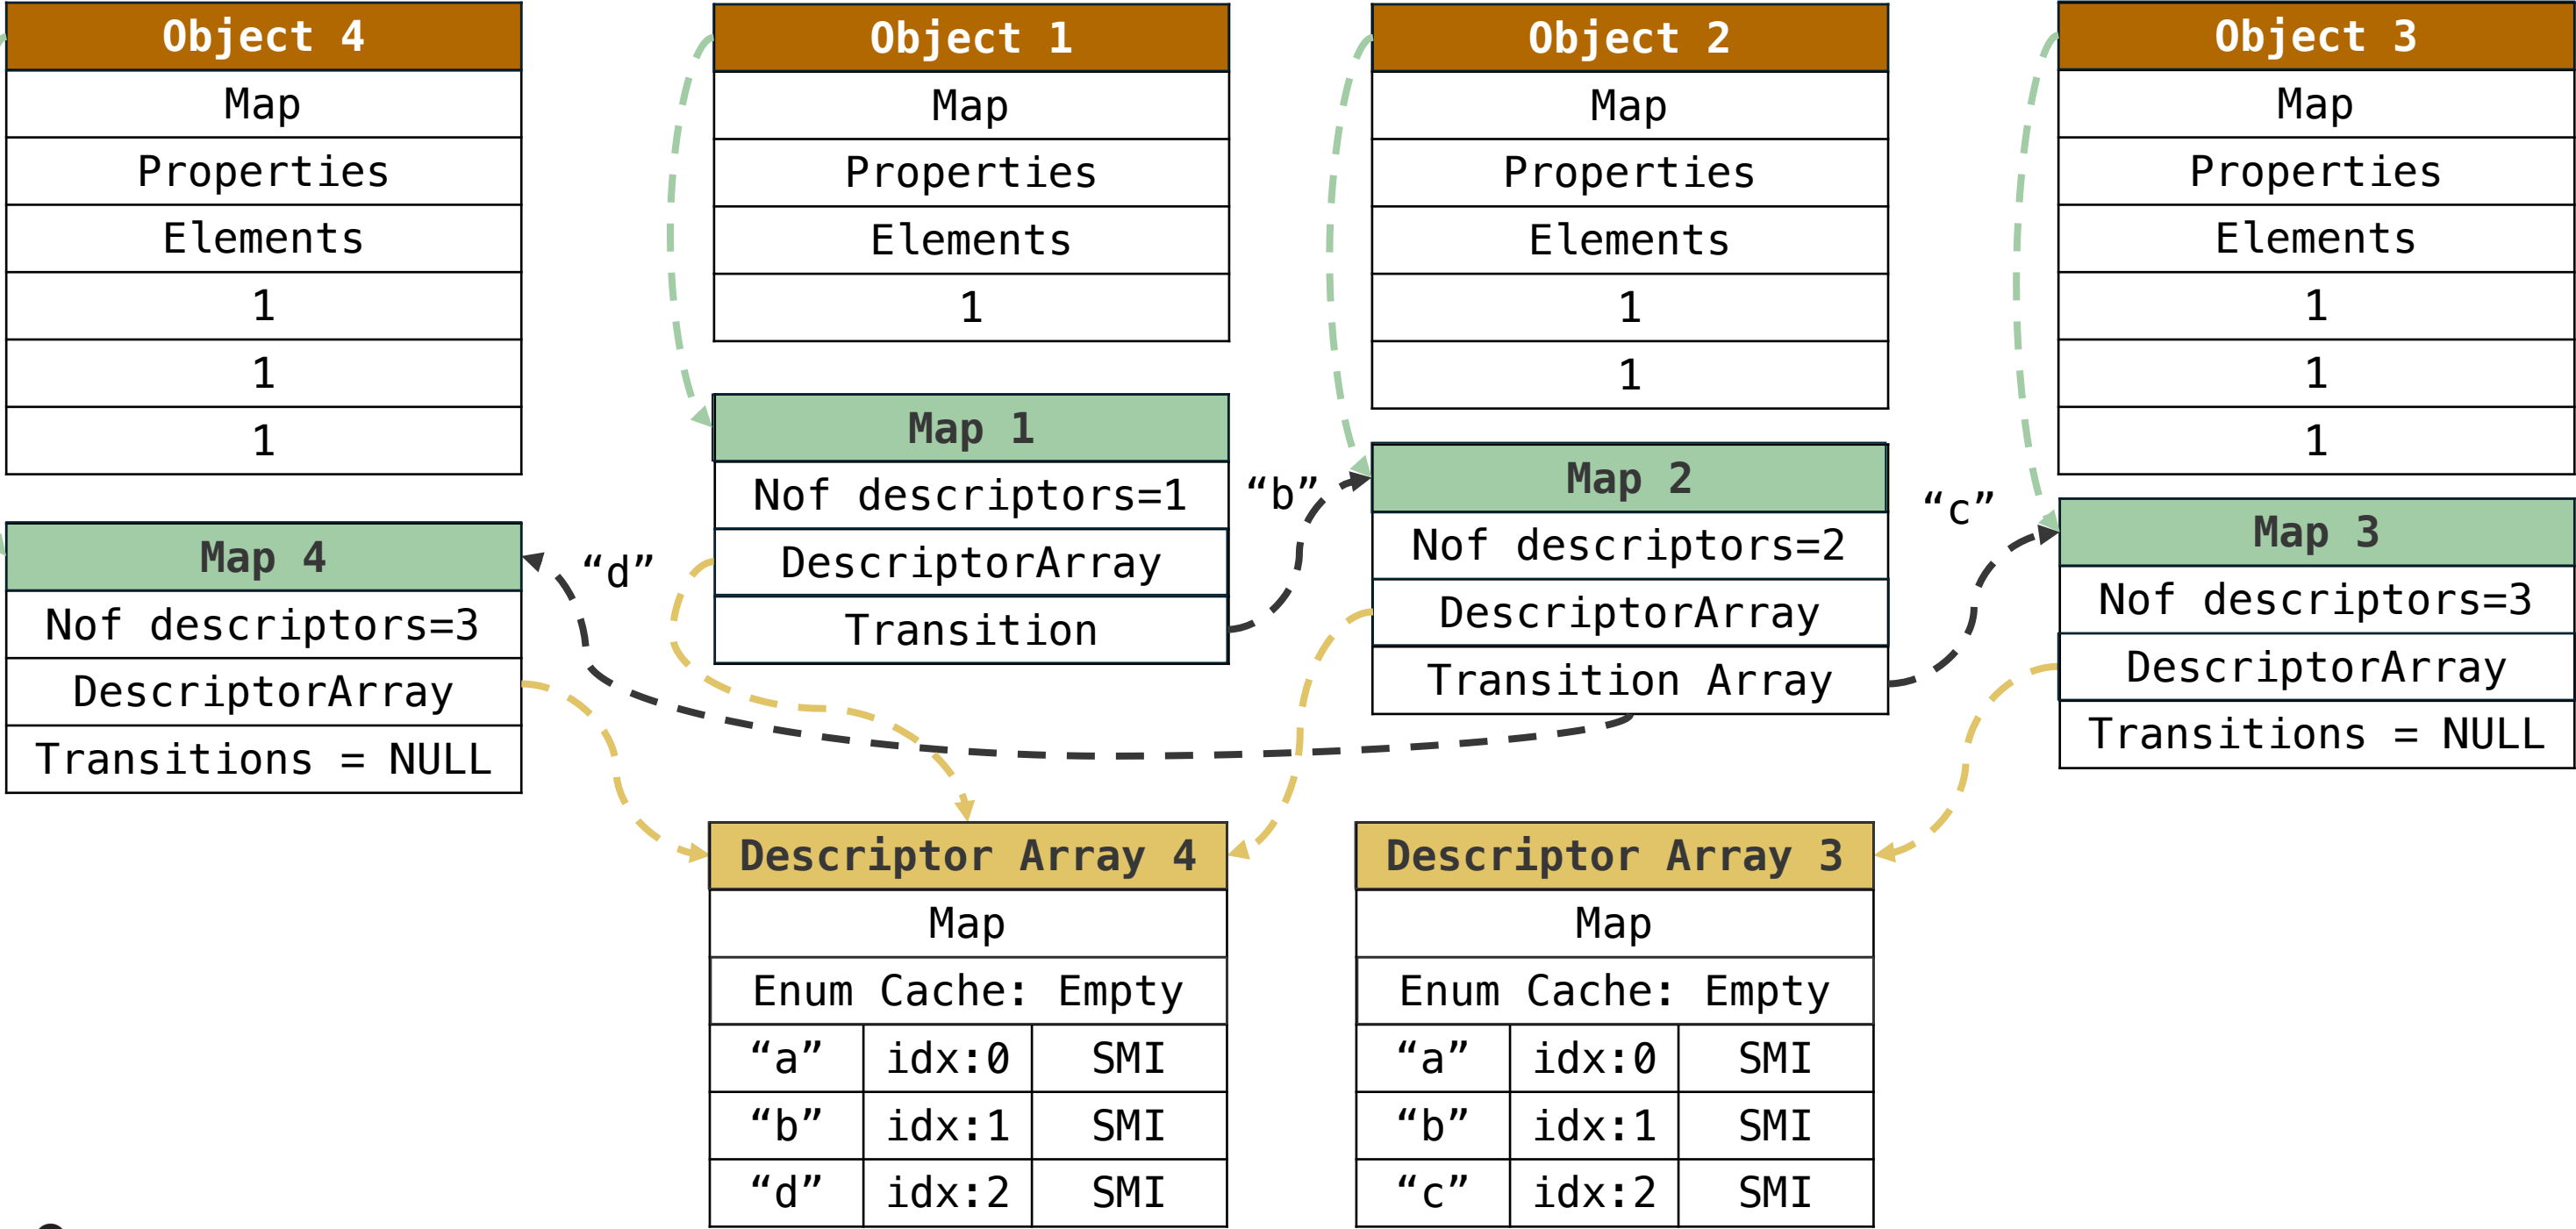 Object 4
Map
Properties
Elements
1
1
1
Map 4
Nof descriptors=3
DescriptorArray
Transitions = NULL
“d”
Object 1
Map
Properties
Elements
1
Map 1
Nof descriptors=1
DescriptorArray
Transition
“b”
Object 2
Map
Properties
Elements
1
1
Map 2
Nof descriptors=2
DescriptorArray
Transition Array
“c”
Object 3
Map
Properties
Elements
1
1
1
Map 3
Nof descriptors=3
DescriptorArray
Transitions = NULL
Descriptor Array 4
Map
Enum Cache: Empty
“a” idx:0 SMI
“b” idx:1 SMI
“d” idx:2 SMI
Descriptor Array 3
Map
Enum Cache: Empty
“a” idx:0 SMI
“b” idx:1 SMI
“c” idx:2 SMI